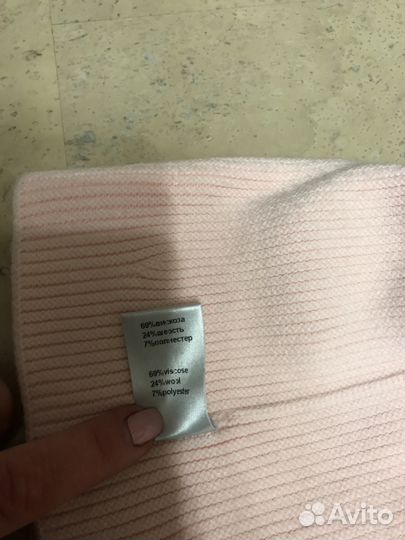 69%вискоза
24%шерсть
7%полиэстер
69%viscose
24%wool
7%polyester
Avito